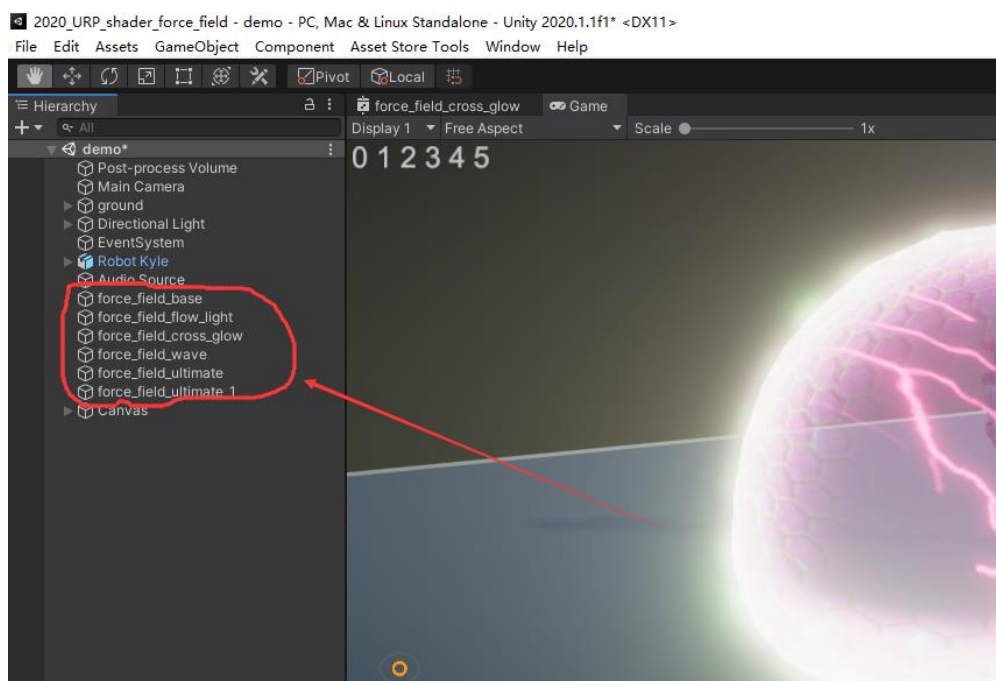 2020_URP_shader_force_field - demo - PC, Mac & Linux Standalone - Unity 2020.1.1f1* <DX11>
File Edit Assets GameObject Component Asset Store Tools Window Help
Pivot Local
Hierarchy
force_field_cross_glow Game
All
Display 1 Free Aspect Scale 1x
demo*
0 1 2 3 4 5
Post-process Volume
Main Camera
ground
Directional Light
EventSystem
Robot Kyle
Audio Source
force_field_base
force_field_flow_light
force_field_cross_glow
force_field_wave
force_field_ultimate
force_field_ultimate_1
Canvas